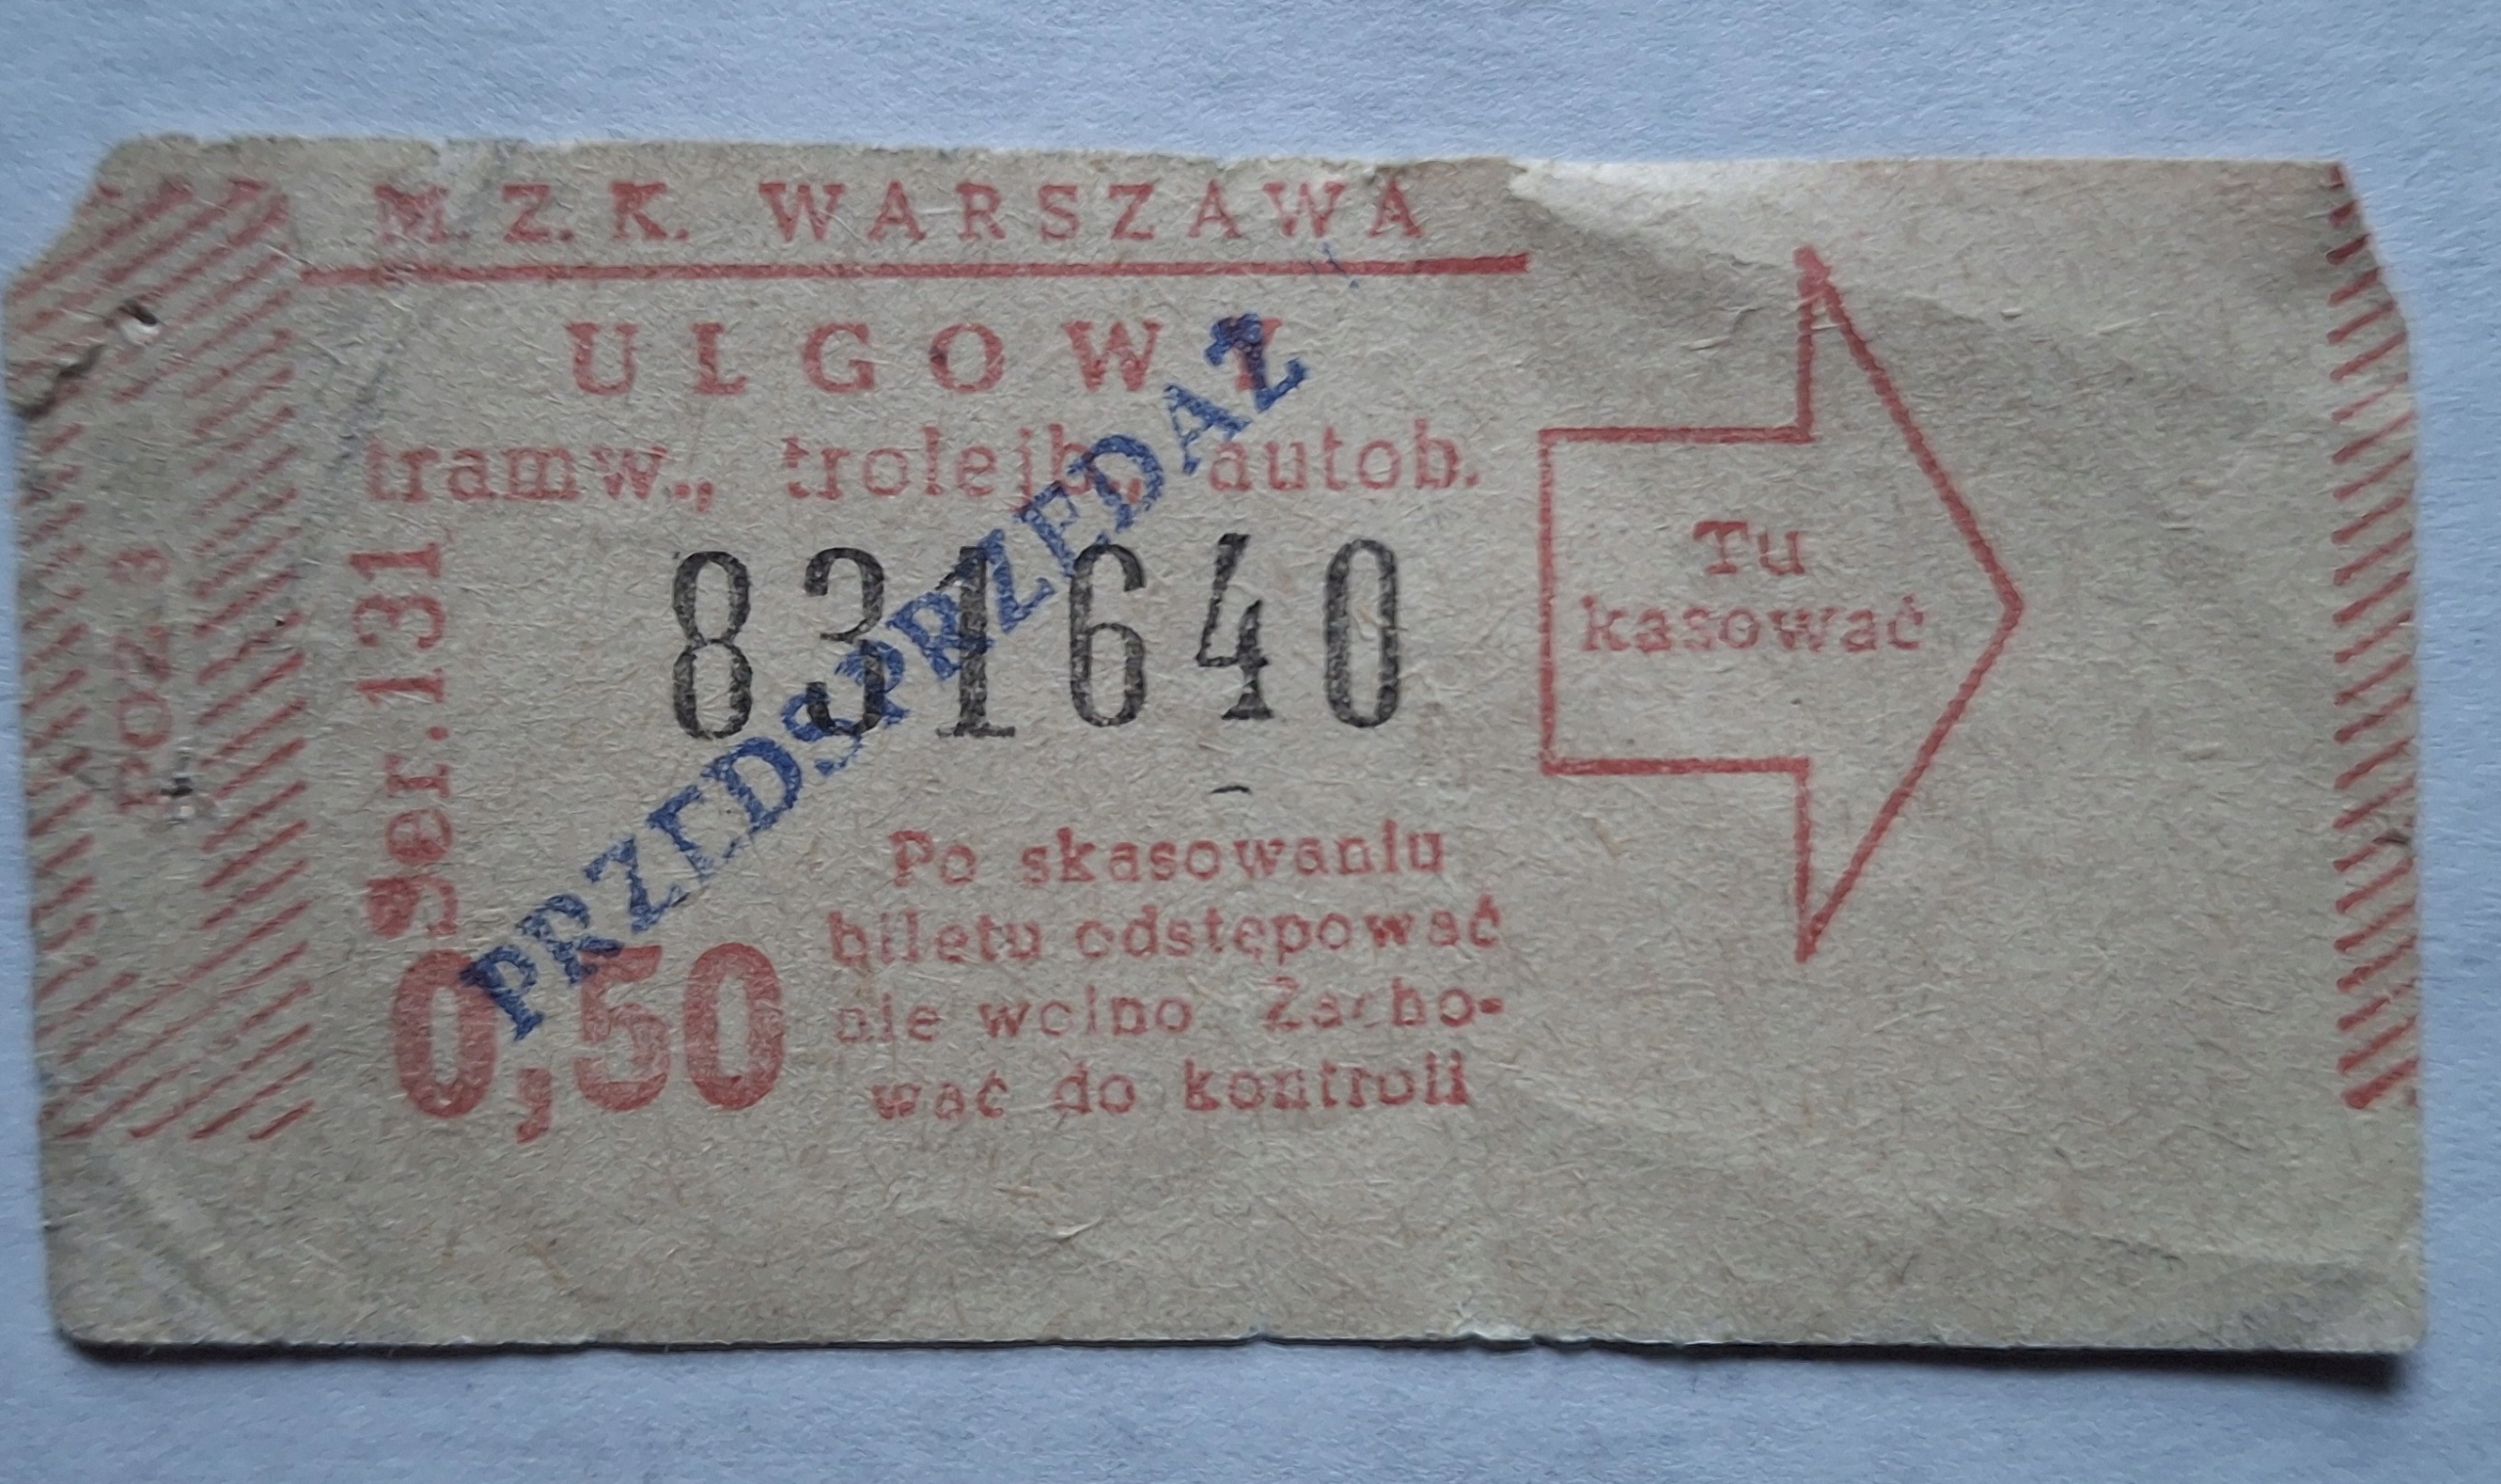 M. Z. K. WARSZAWA
ULGOWY
tramw., trolejb., autob.
ser. 131
831640
PRZEDSPRZEDAŻ
0,50
Po skasowaniu
biletu odstępować
nie wolno Zacho-
wać do kontroli
Tu
kasować
Poz 3